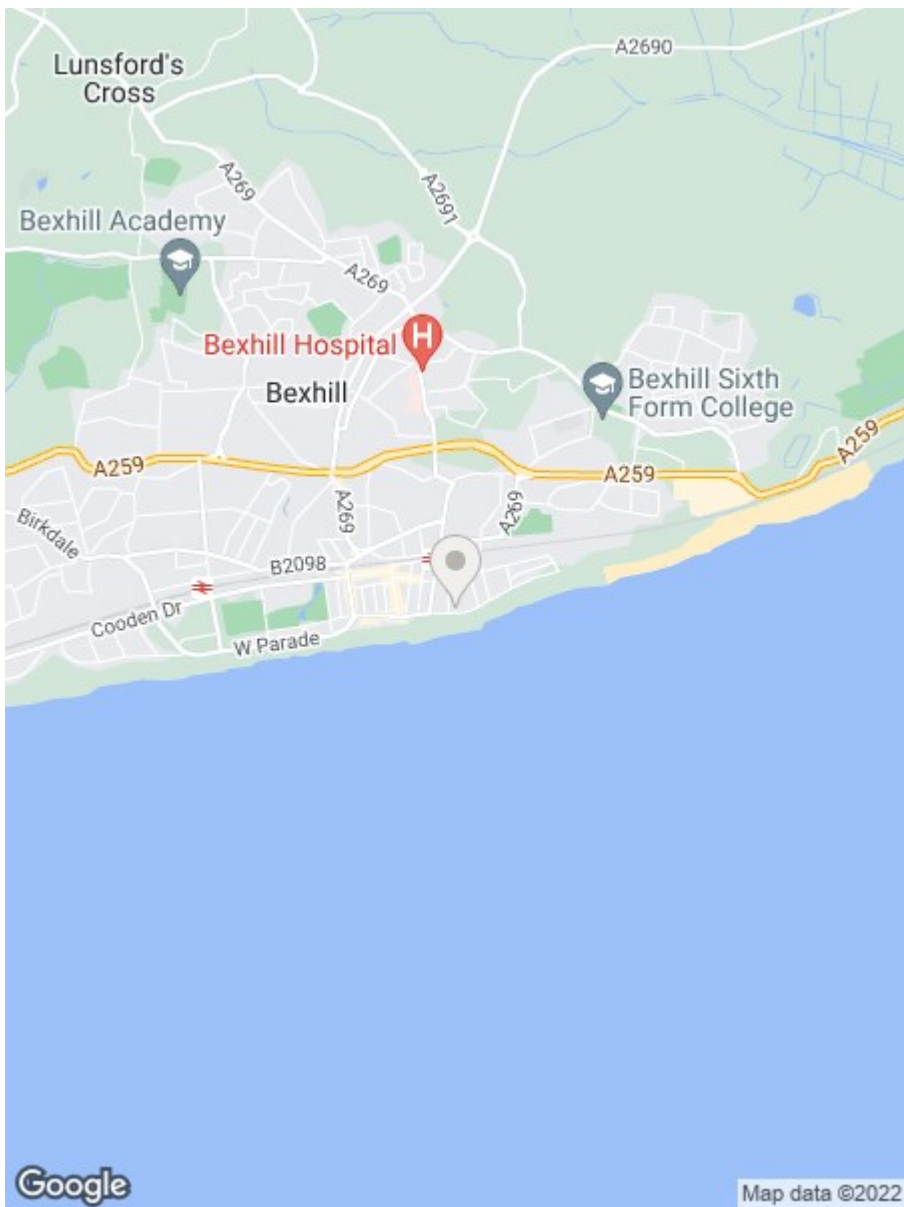 A2690
Lunsford's
Cross
A269
A2691
Bexhill Academy
A269
Bexhill Hospital
H
Bexhill
Bexhill Sixth
Form College
A259
A259
A259
A269
A269
Birkdale
B2098
Cooden Dr
W Parade
Google
Map data ©2022